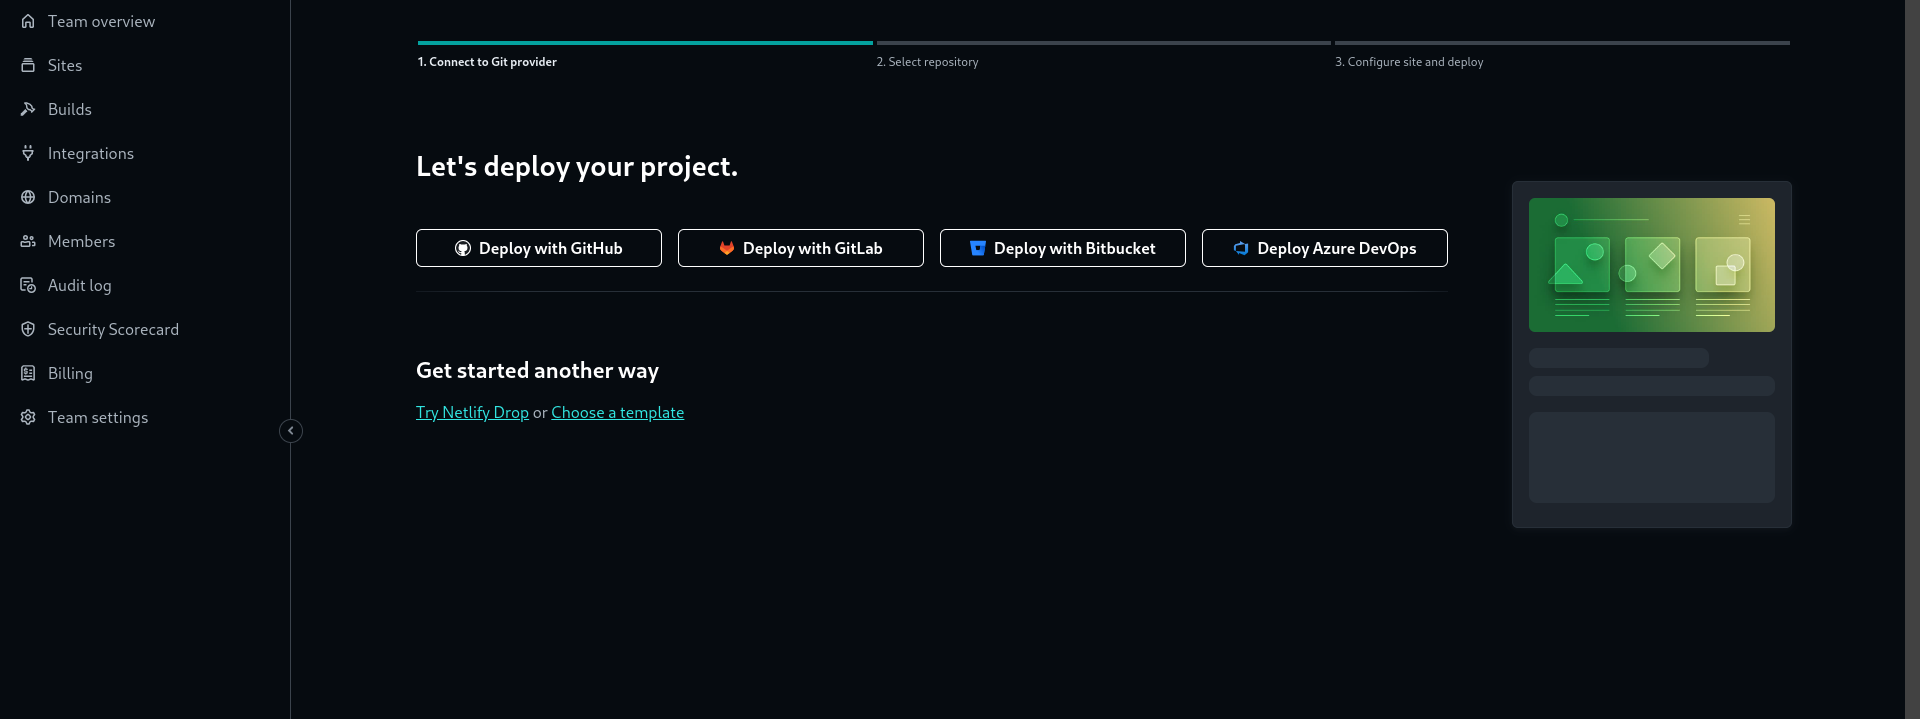 Team overview
Sites
Builds
Integrations
Domains
Members
Audit log
Security Scorecard
Billing
Team settings
1. Connect to Git provider
2. Select repository
3. Configure site and deploy
Let's deploy your project.
Deploy with GitHub
Deploy with GitLab
Deploy with Bitbucket
Deploy Azure DevOps
Get started another way
Try Netlify Drop or Choose a template